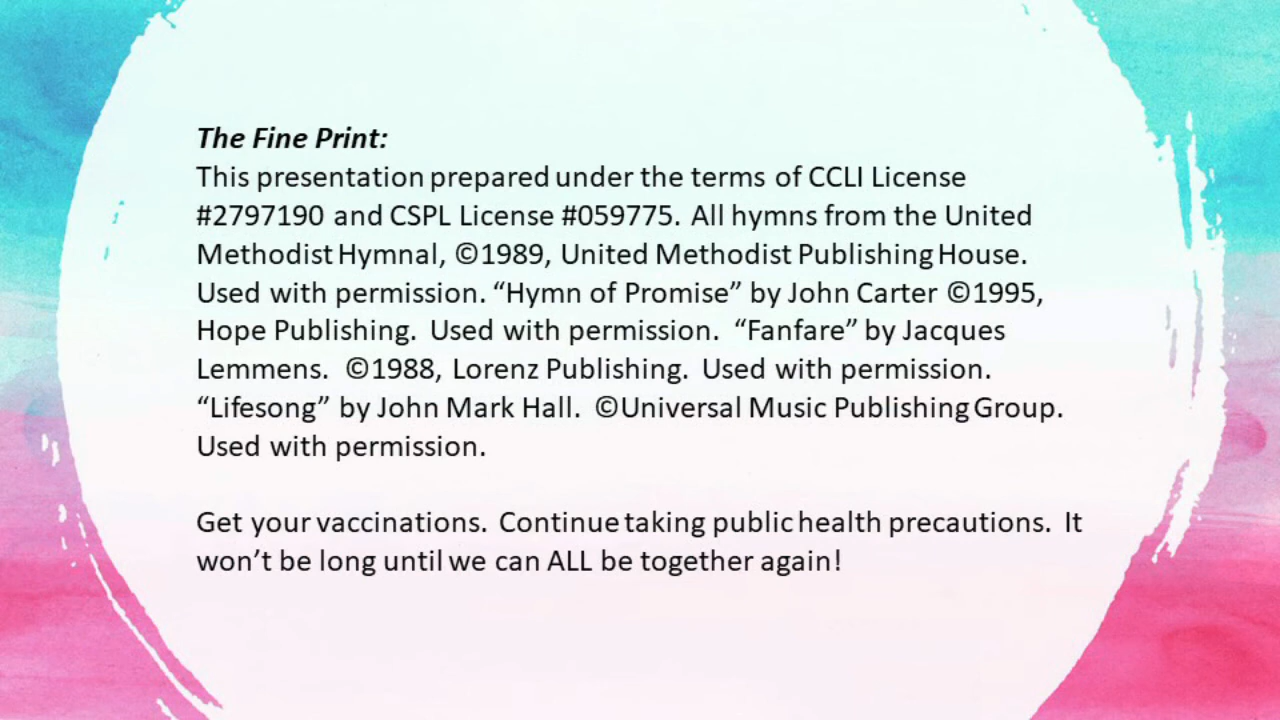 The Fine Print:
This presentation prepared under the terms of CCLI License
#2797190 and CSPL License #059775. All hymns from the United
Methodist Hymnal, ©1989, United Methodist Publishing House.
Used with permission. “Hymn of Promise” by John Carter ©1995,
Hope Publishing. Used with permission. “Fanfare” by Jacques
Lemmens. ©1988, Lorenz Publishing. Used with permission.
“Lifesong” by John Mark Hall. ©Universal Music Publishing Group.
Used with permission.
Get your vaccinations. Continue taking public health precautions. It
won’t be long until we can ALL be together again!